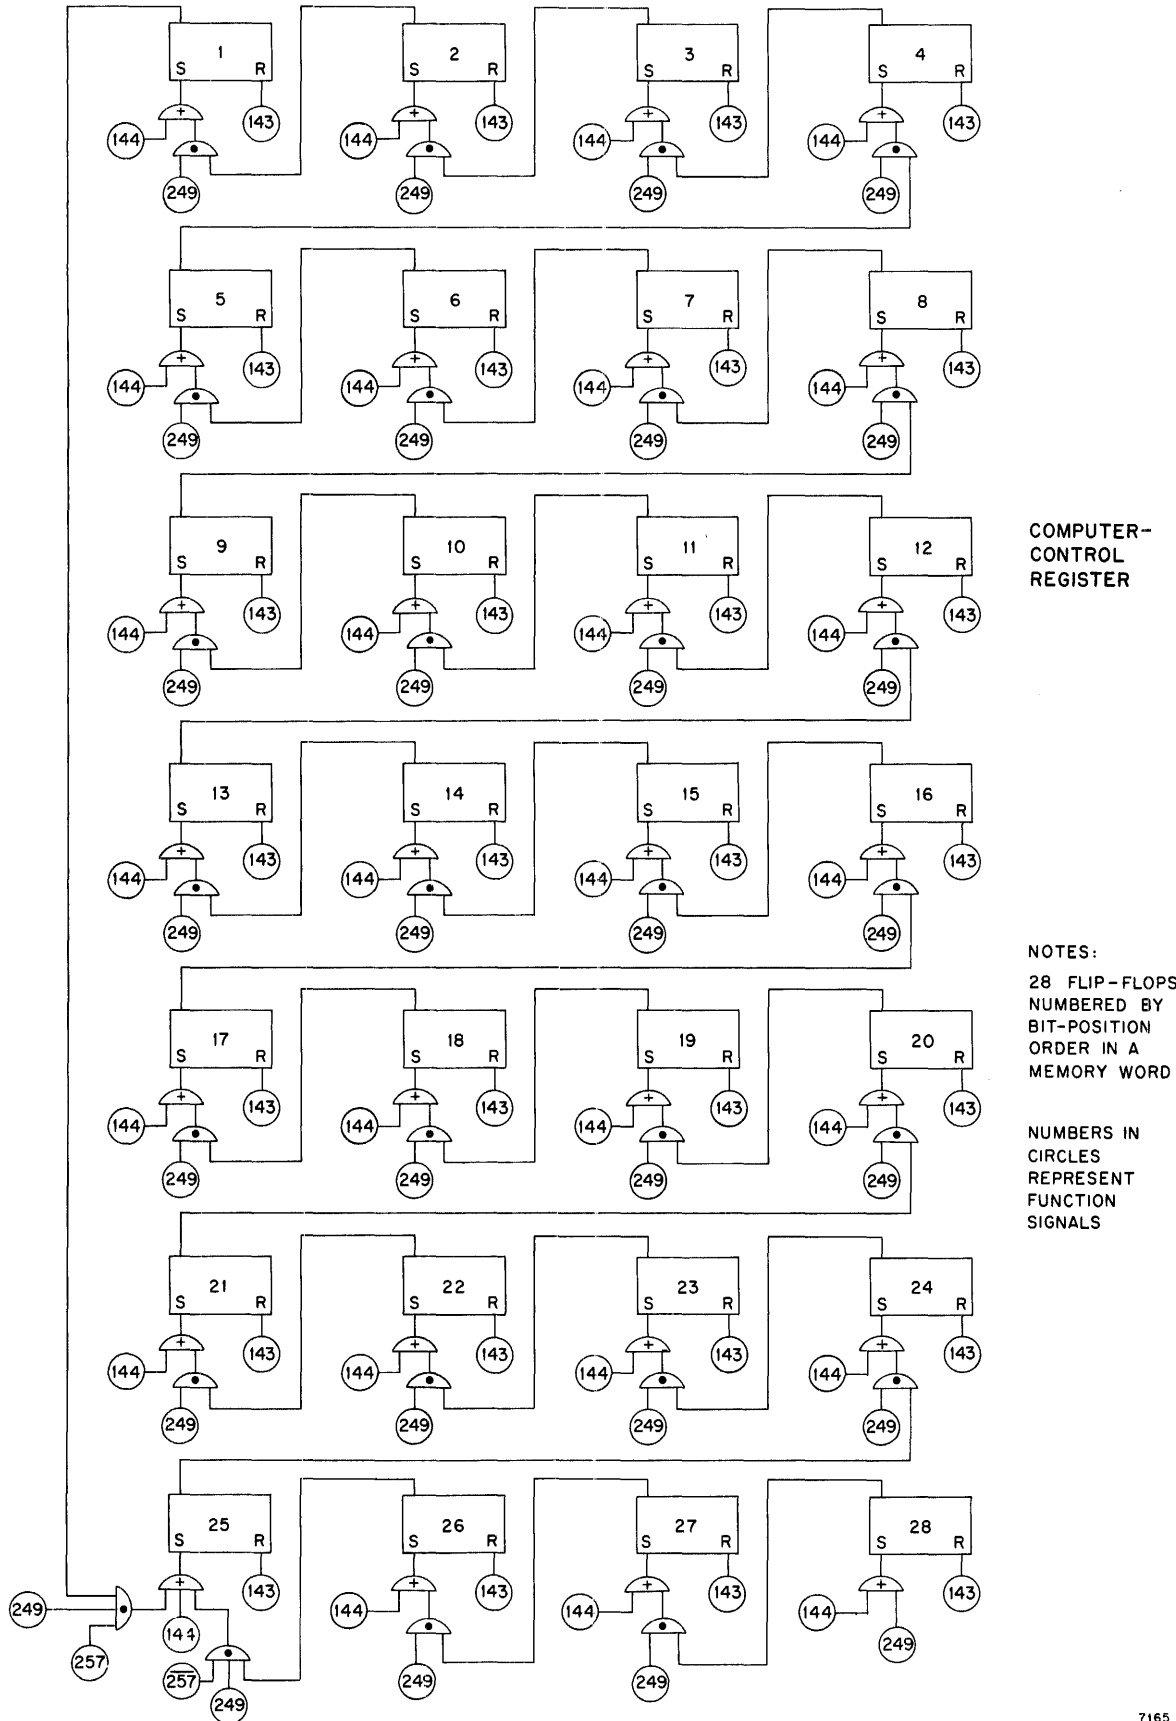 1 2 3 4
S R S R S R S R
144 143 144 143 144 143 144 143
249 249 249 249
5 6 7 8
S R S R S R S R
144 143 144 143 144 143 144 143
249 249 249 249
9 10 11 12
S R S R S R S R
144 143 144 143 144 143 144 143
249 249 249 249
13 14 15 16
S R S R S R S R
144 143 144 143 144 143 144 143
249 249 249 249
17 18 19 20
S R S R S R S R
144 143 144 143 144 143 144 143
249 249 249 249
21 22 23 24
S R S R S R S R
144 143 144 143 144 143 144 143
249 249 249 249
25 26 27 28
S R S R S R S R
249 144 143 144 143 144 143 144 143
257 2͞5͞7͞ 249 249 249 249
COMPUTER-
CONTROL
REGISTER
NOTES:
28 FLIP-FLOPS
NUMBERED BY
BIT-POSITION
ORDER IN A
MEMORY WORD
NUMBERS IN
CIRCLES
REPRESENT
FUNCTION
SIGNALS
7165